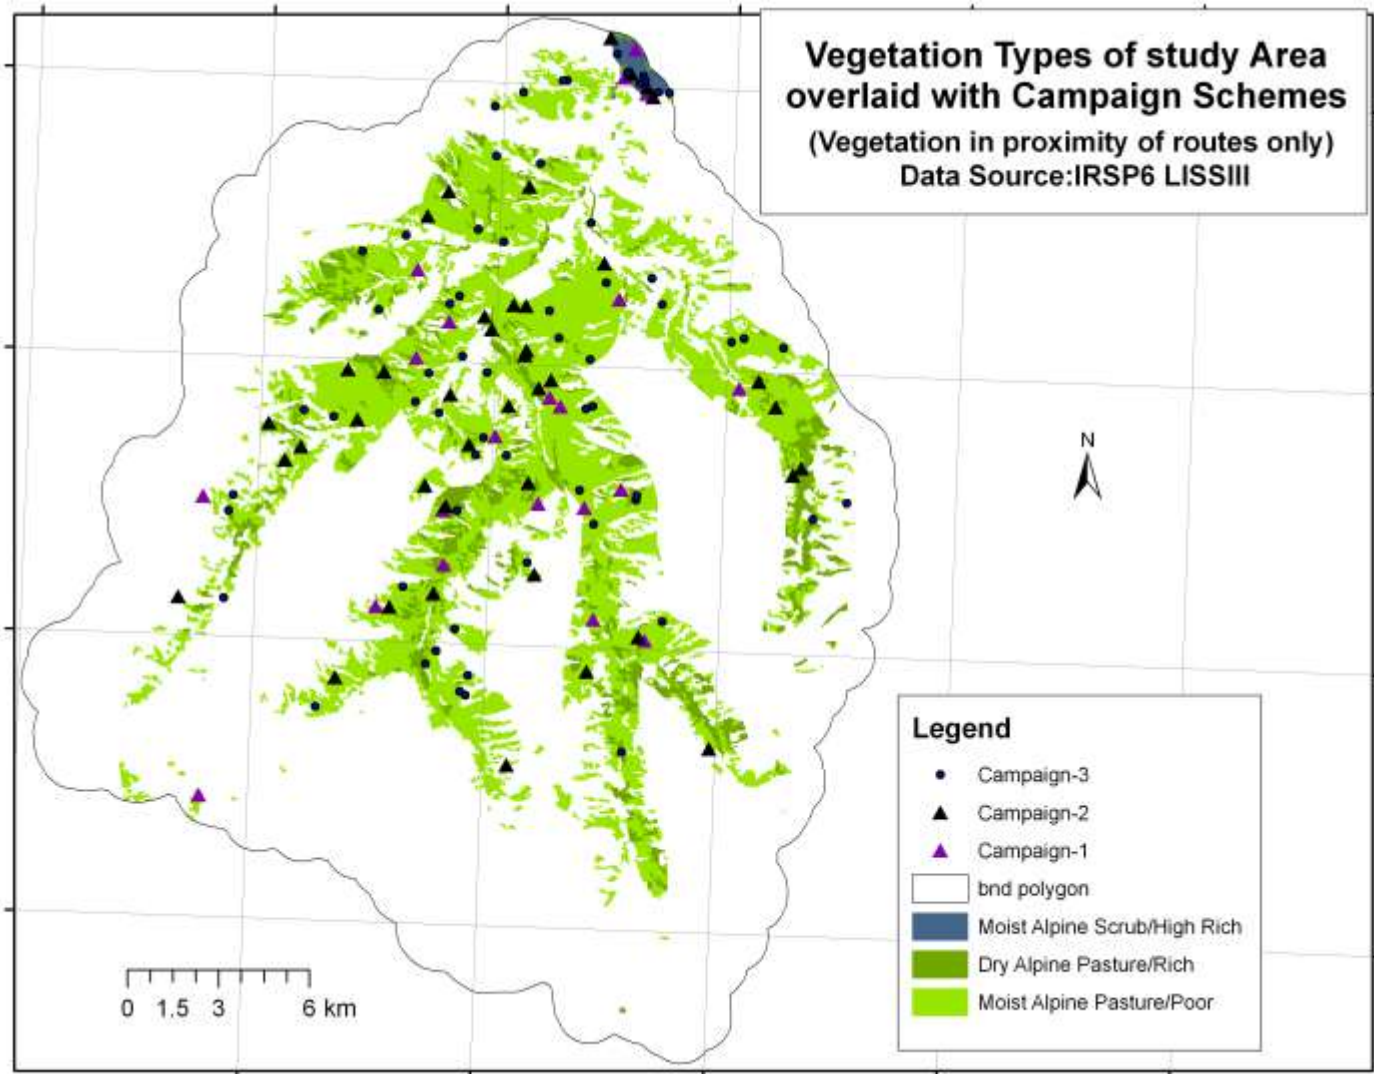 Vegetation Types of study Area
overlaid with Campaign Schemes
(Vegetation in proximity of routes only)
Data Source:IRSP6 LISSIII
N
Legend
Campaign-3
Campaign-2
Campaign-1
bnd polygon
Moist Alpine Scrub/High Rich
Dry Alpine Pasture/Rich
Moist Alpine Pasture/Poor
0 1.5 3 6 km